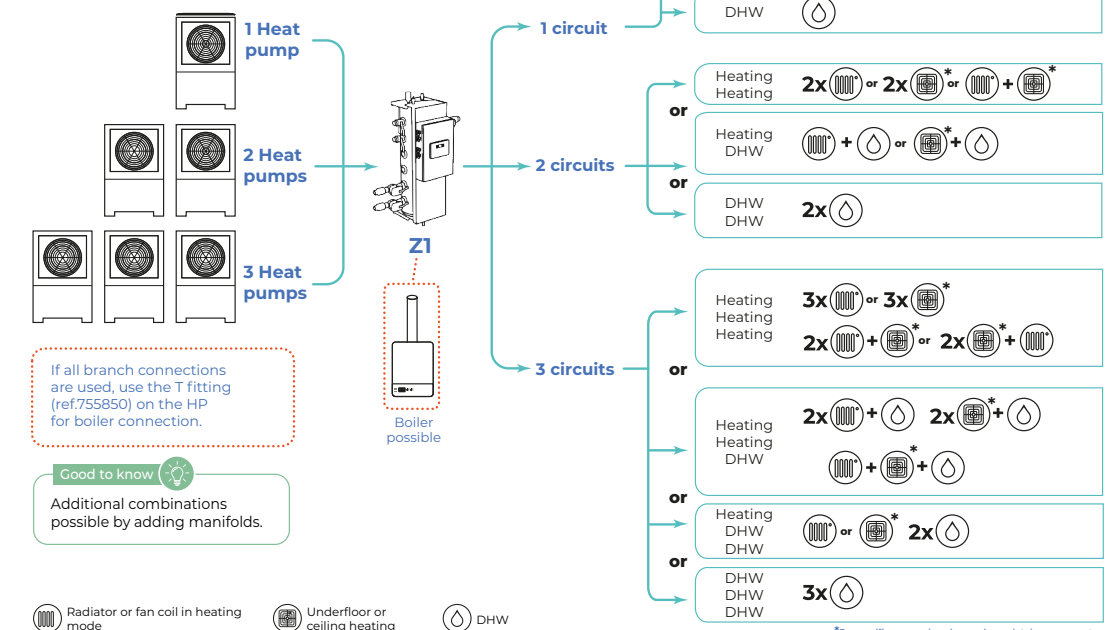 1 Heat
pump
2 Heat
pumps
3 Heat
pumps
Z1
Boiler
possible
If all branch connections
are used, use the T fitting
(ref.755850) on the HP
for boiler connection.
Good to know
Additional combinations
possible by adding manifolds.
1 circuit
DHW
2 circuits
Heating
Heating
2x or 2x * or + *
or
Heating
DHW
+ or * +
or
DHW
DHW
2x
3 circuits
Heating
Heating
Heating
3x or 3x *
2x + * or 2x * +
or
Heating
Heating
DHW
2x + 2x * +
+ * +
or
Heating
DHW
DHW
or * 2x
or
DHW
DHW
DHW
3x
Radiator or fan coil in heating
mode
Underfloor or
ceiling heating
DHW